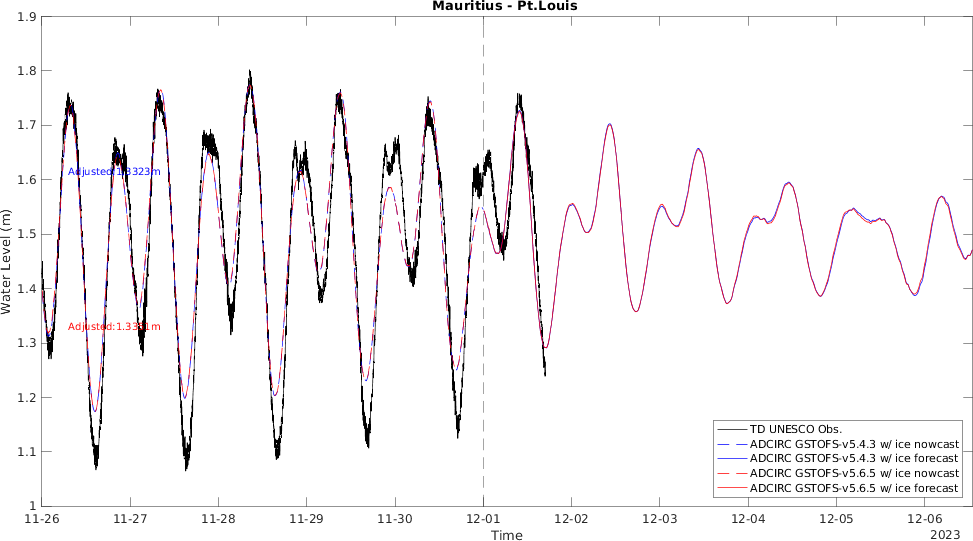 Mauritius - Pt.Louis
1.9
1.8
1.7
1.6
1.5
1.4
1.3
1.2
1.1
1
Water Level (m)
TD UNESCO Obs.
ADCIRC GSTOFS-v5.4.3 w/ ice nowcast
ADCIRC GSTOFS-v5.4.3 w/ ice forecast
ADCIRC GSTOFS-v5.6.5 w/ ice nowcast
ADCIRC GSTOFS-v5.6.5 w/ ice forecast
11-26 11-27 11-28 11-29 11-30 12-01 12-02 12-03 12-04 12-05 12-06
Time
2023